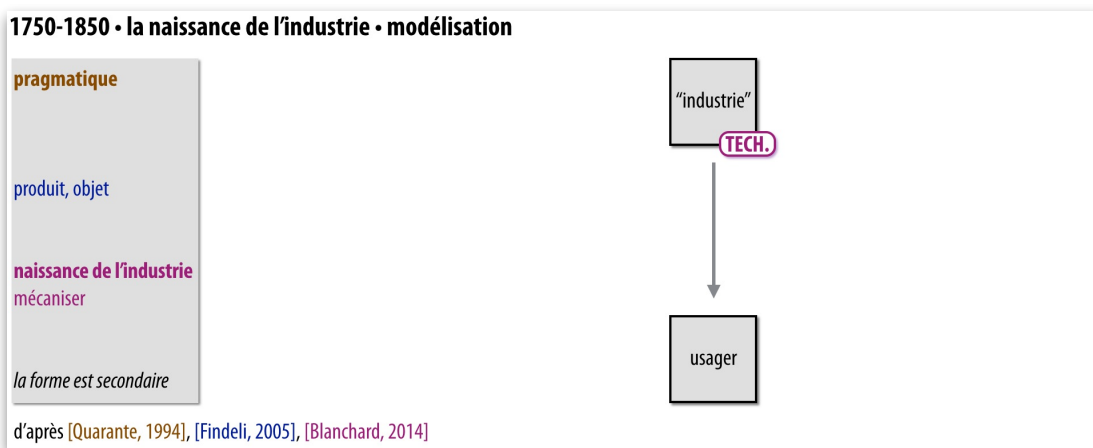 1750-1850 • la naissance de l’industrie • modélisation
pragmatique
produit, objet
naissance de l’industrie
mécaniser
la forme est secondaire
“industrie”
TECH.
usager
d’après [Quarante, 1994], [Findeli, 2005], [Blanchard, 2014]